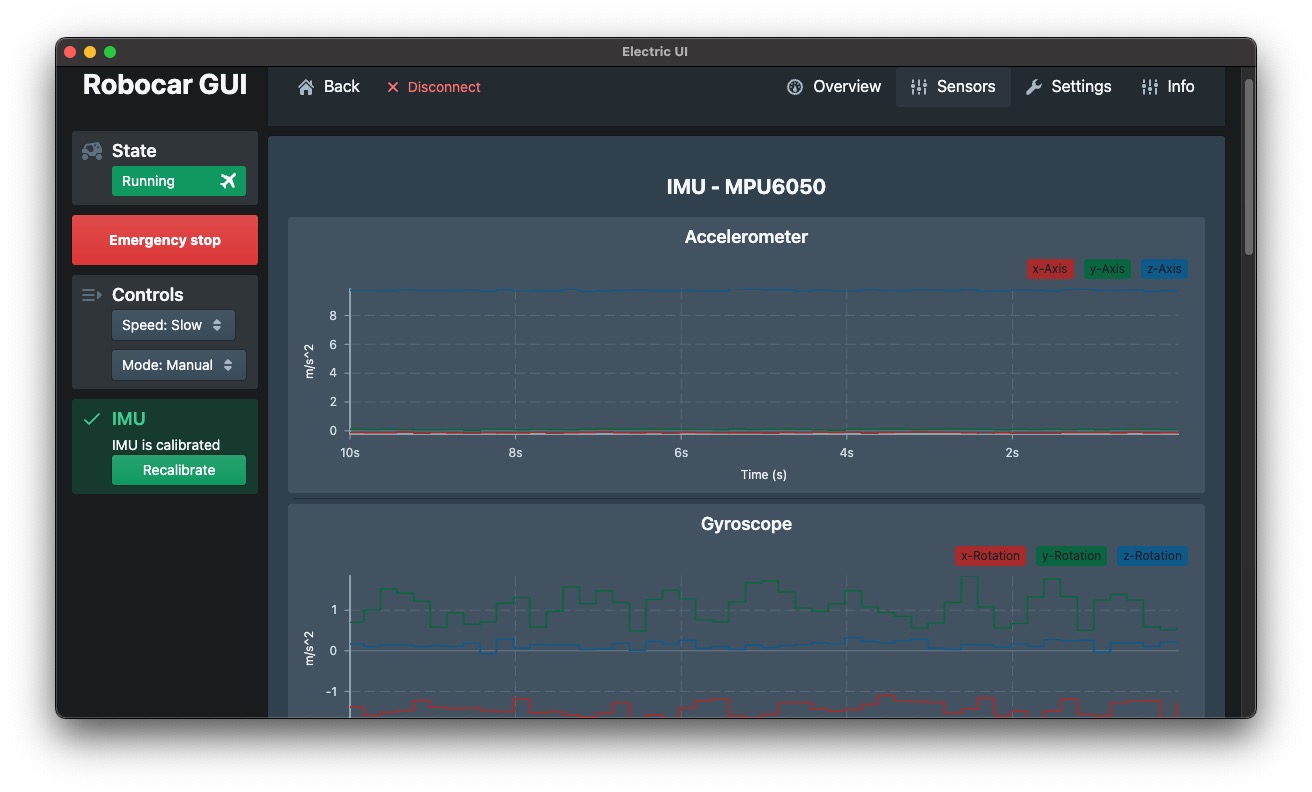 Electric UI
Robocar GUI
Back
Disconnect
Overview
Sensors
Settings
Info
State
Running
Emergency stop
Controls
Speed: Slow
Mode: Manual
IMU
IMU is calibrated
Recalibrate
IMU - MPU6050
Accelerometer
x-Axis y-Axis z-Axis
8
6
4
2
0
m/s^2
10s 8s 6s 4s 2s
Time (s)
Gyroscope
x-Rotation y-Rotation z-Rotation
1
0
-1
m/s^2